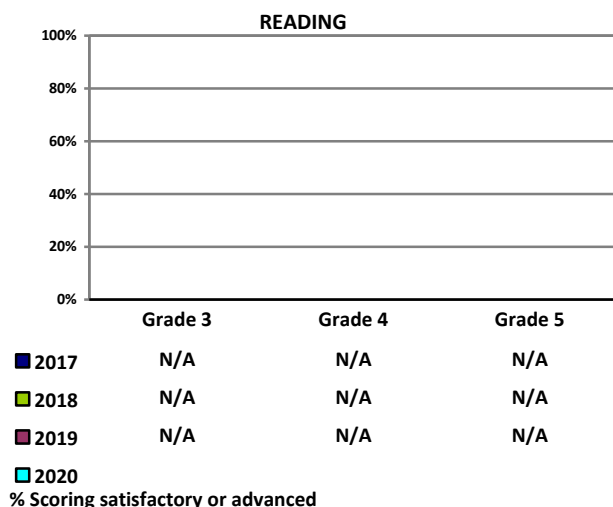 READING
100%
80%
60%
40%
20%
0%
Grade 3 Grade 4 Grade 5
2017 N/A N/A N/A
2018 N/A N/A N/A
2019 N/A N/A N/A
2020
% Scoring satisfactory or advanced